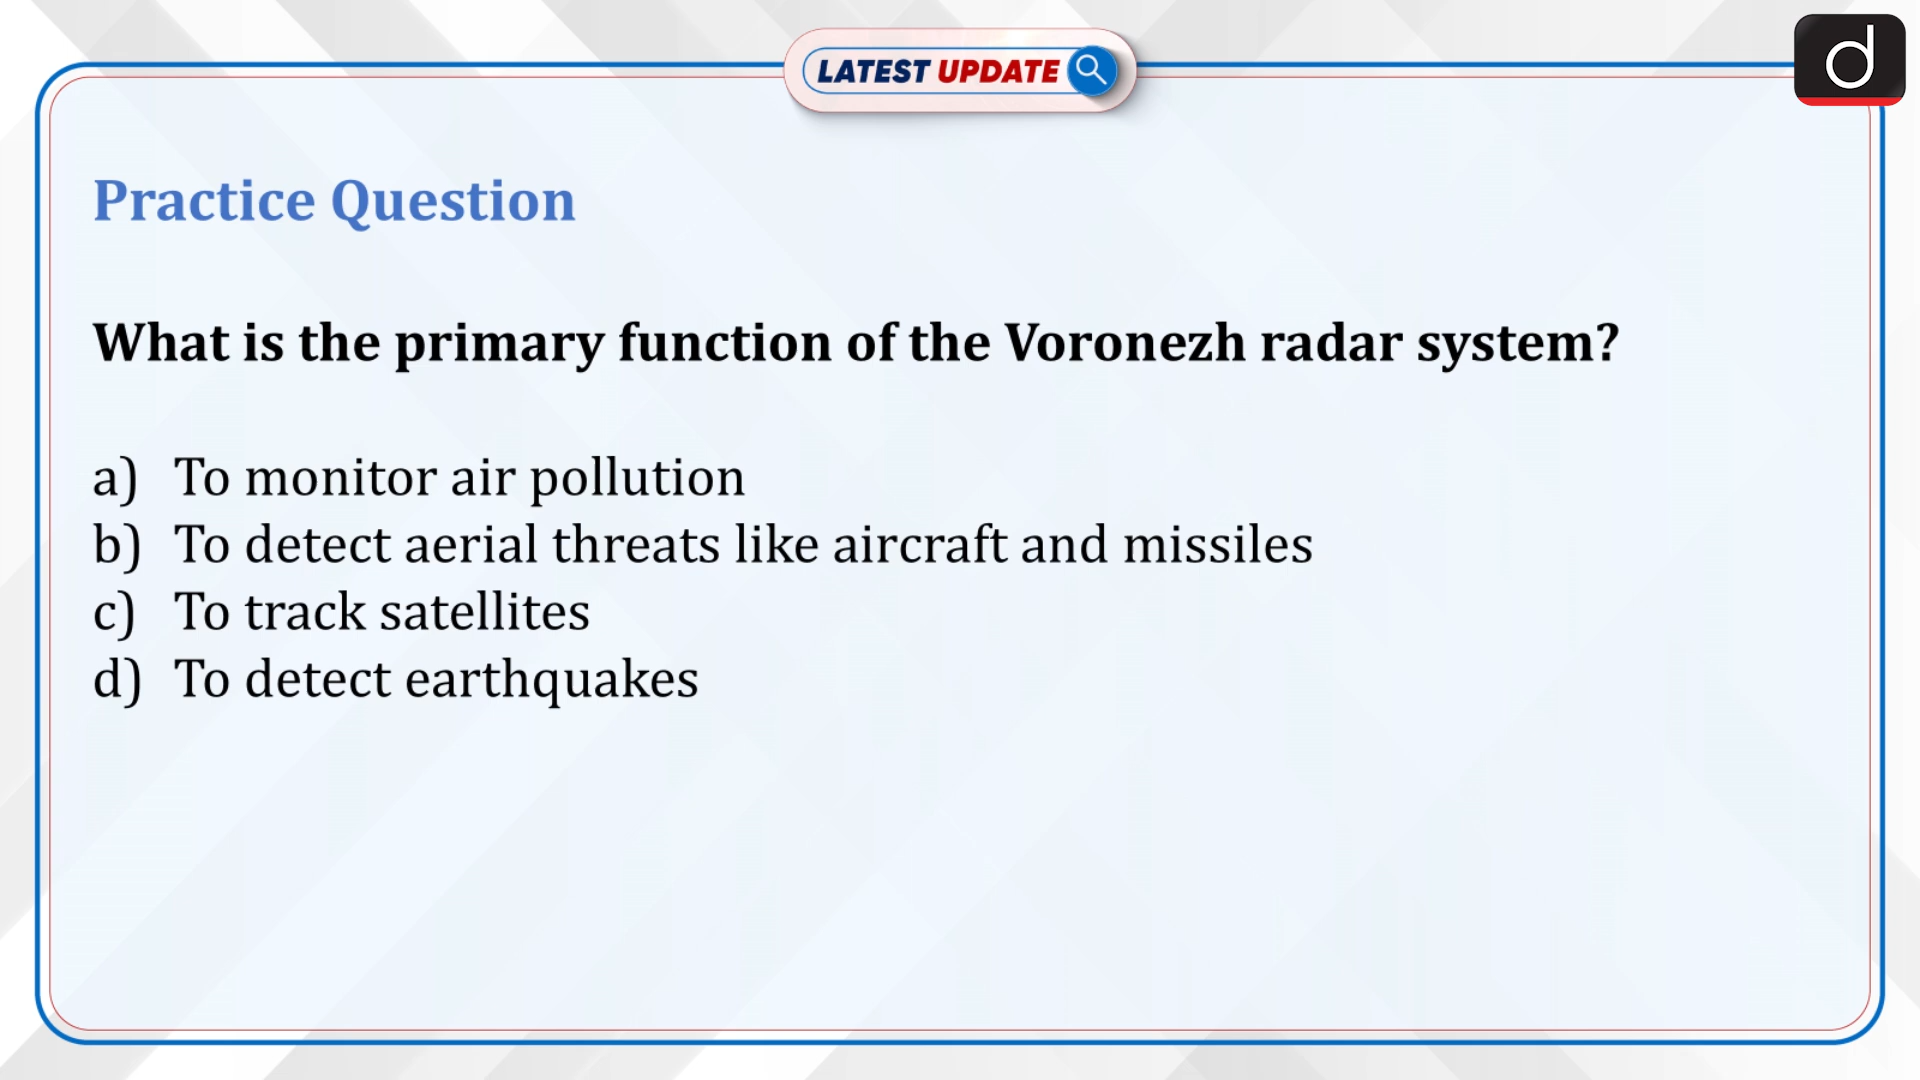 LATEST UPDATE
d
Practice Question
What is the primary function of the Voronezh radar system?
a) To monitor air pollution
b) To detect aerial threats like aircraft and missiles
c) To track satellites
d) To detect earthquakes